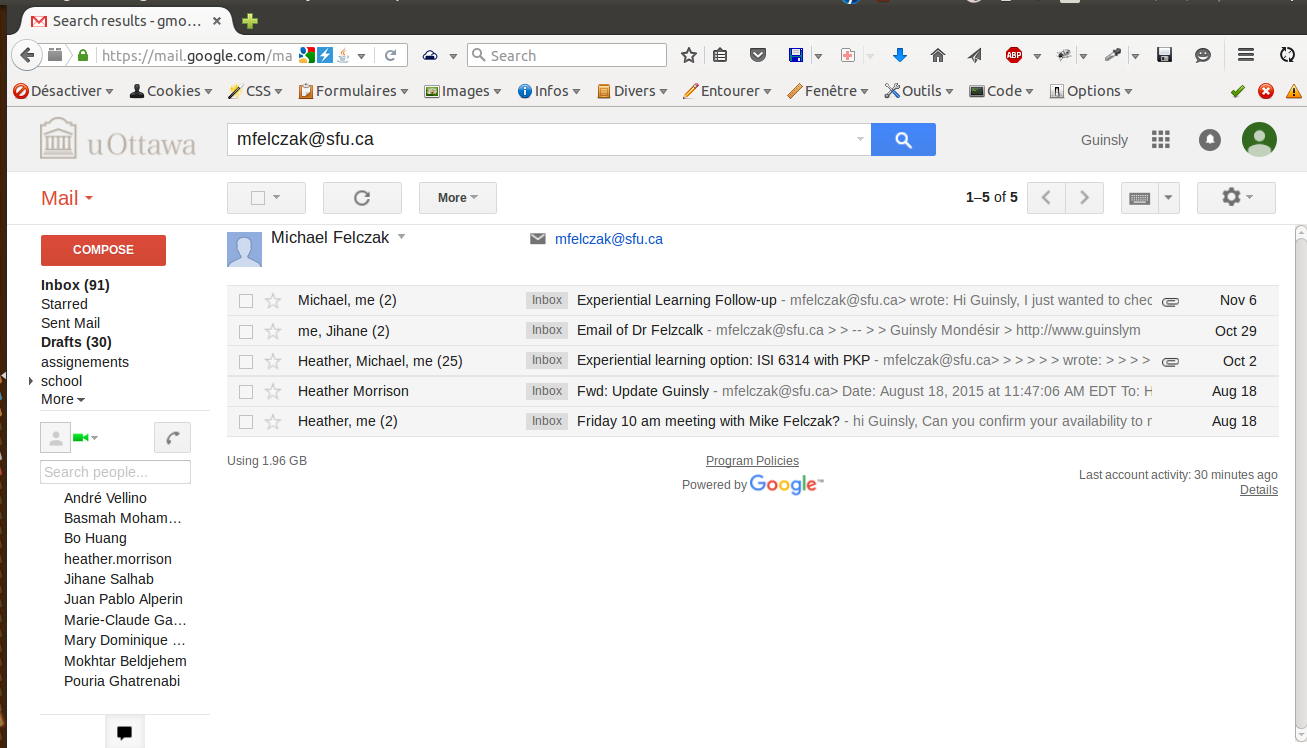 Search results - gmo...
https://mail.google.com/ma
Search
ABP
Désactiver Cookies CSS Formulaires Images Infos Divers Entourer Fenêtre Outils Code Options
uOttawa
mfelczak@sfu.ca
Guinsly
Mail
More
1–5 of 5
COMPOSE
Michael Felczak
mfelczak@sfu.ca
Inbox (91)
Starred
Sent Mail
Drafts (30)
assignements
school
More
Michael, me (2) Inbox Experiential Learning Follow-up - mfelczak@sfu.ca> wrote: Hi Guinsly, I just wanted to chec Nov 6
me, Jihane (2) Inbox Email of Dr Felzcalk - mfelczak@sfu.ca > > -- > > Guinsly Mondésir > http://www.guinslym Oct 29
Heather, Michael, me (25) Inbox Experiential learning option: ISI 6314 with PKP - mfelczak@sfu.ca> > > > > > wrote: > > > > Oct 2
Heather Morrison Inbox Fwd: Update Guinsly - mfelczak@sfu.ca> Date: August 18, 2015 at 11:47:06 AM EDT To: H Aug 18
Heather, me (2) Inbox Friday 10 am meeting with Mike Felczak? - hi Guinsly, Can you confirm your availability to n Aug 18
Using 1.96 GB
Program Policies
Powered by Google™
Last account activity: 30 minutes ago
Details
Search people...
André Vellino
Basmah Moham...
Bo Huang
heather.morrison
Jihane Salhab
Juan Pablo Alperin
Marie-Claude Ga...
Mary Dominique ...
Mokhtar Beldjehem
Pouria Ghatrenabi